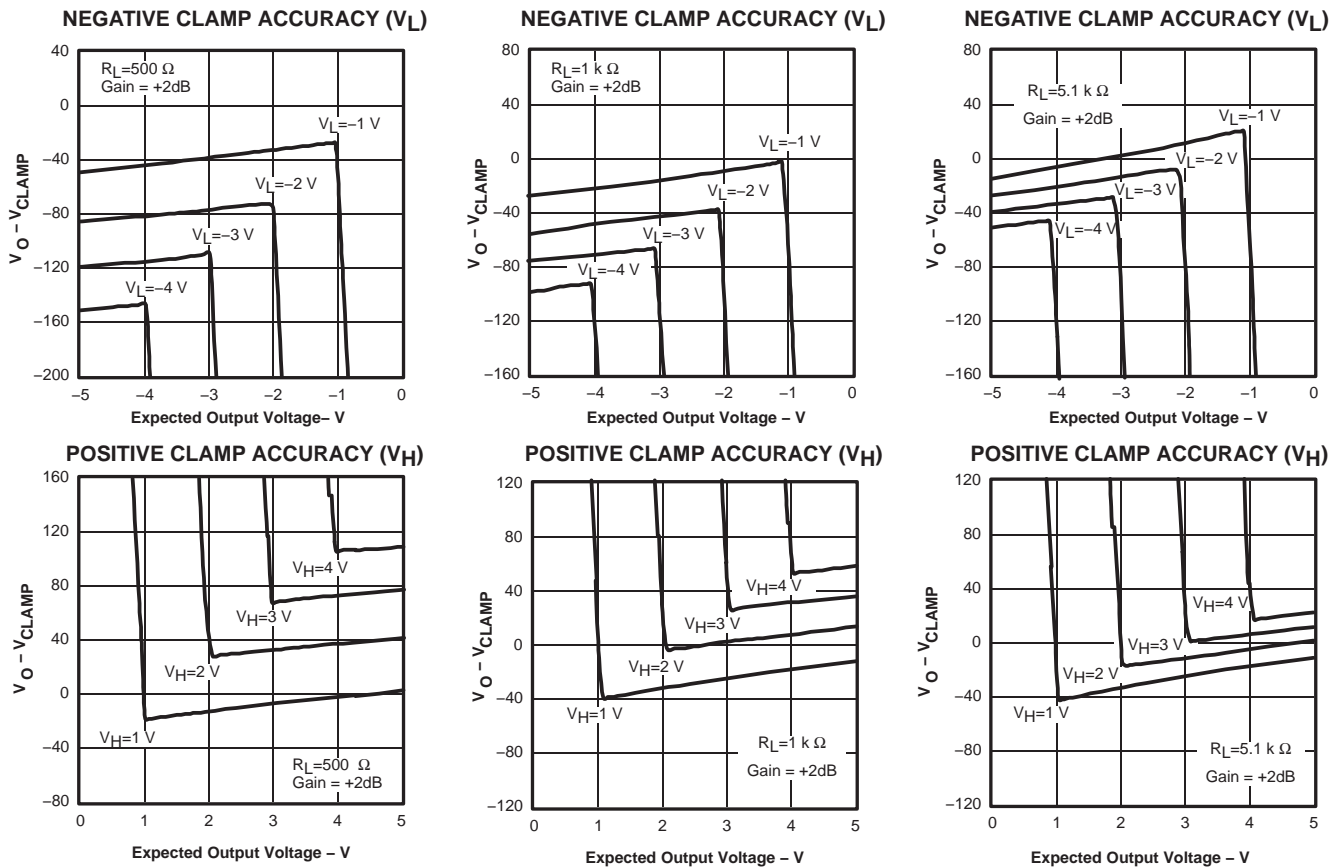 NEGATIVE CLAMP ACCURACY (VL)
40
0
−40
−80
−120
−160
−200
VO − VCLAMP
RL=500 Ω
Gain = +2dB
VL=−1 V
VL=−2 V
VL=−3 V
VL=−4 V
−5 −4 −3 −2 −1 0
Expected Output Voltage− V
NEGATIVE CLAMP ACCURACY (VL)
80
40
0
−40
−80
−120
−160
VO − VCLAMP
RL=1 k Ω
Gain = +2dB
VL=−1 V
VL=−2 V
VL=−3 V
VL=−4 V
−5 −4 −3 −2 −1 0
Expected Output Voltage− V
NEGATIVE CLAMP ACCURACY (VL)
80
40
0
−40
−80
−120
−160
VO − VCLAMP
RL=5.1 k Ω
Gain = +2dB
VL=−1 V
VL=−2 V
VL=−3 V
VL=−4 V
−5 −4 −3 −2 −1 0
Expected Output Voltage− V
POSITIVE CLAMP ACCURACY (VH)
160
120
80
40
0
−40
−80
VO − VCLAMP
VH=4 V
VH=3 V
VH=2 V
VH=1 V
RL=500 Ω
Gain = +2dB
0 1 2 3 4 5
Expected Output Voltage − V
POSITIVE CLAMP ACCURACY (VH)
120
80
40
0
−40
−80
−120
VO − VCLAMP
VH=4 V
VH=3 V
VH=2 V
VH=1 V
RL=1 k Ω
Gain = +2dB
0 1 2 3 4 5
Expected Output Voltage − V
POSITIVE CLAMP ACCURACY (VH)
120
80
40
0
−40
−80
−120
VO − VCLAMP
VH=4 V
VH=3 V
VH=2 V
VH=1 V
RL=5.1 k Ω
Gain = +2dB
0 1 2 3 4 5
Expected Output Voltage − V